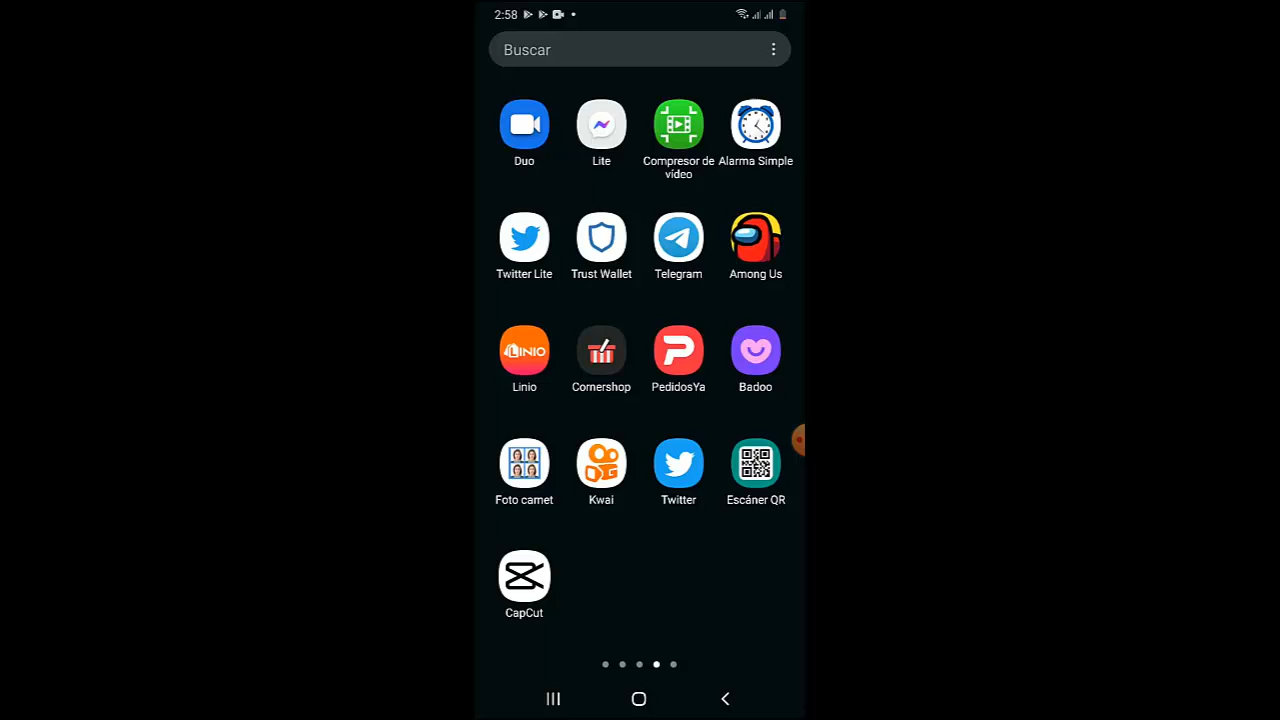 2:58
Buscar
Duo
Lite
Compresor de
vídeo
Alarma Simple
Twitter Lite
Trust Wallet
Telegram
Among Us
LINIO
Linio
Cornershop
PedidosYa
Badoo
Foto carnet
Kwai
Twitter
Escáner QR
CapCut